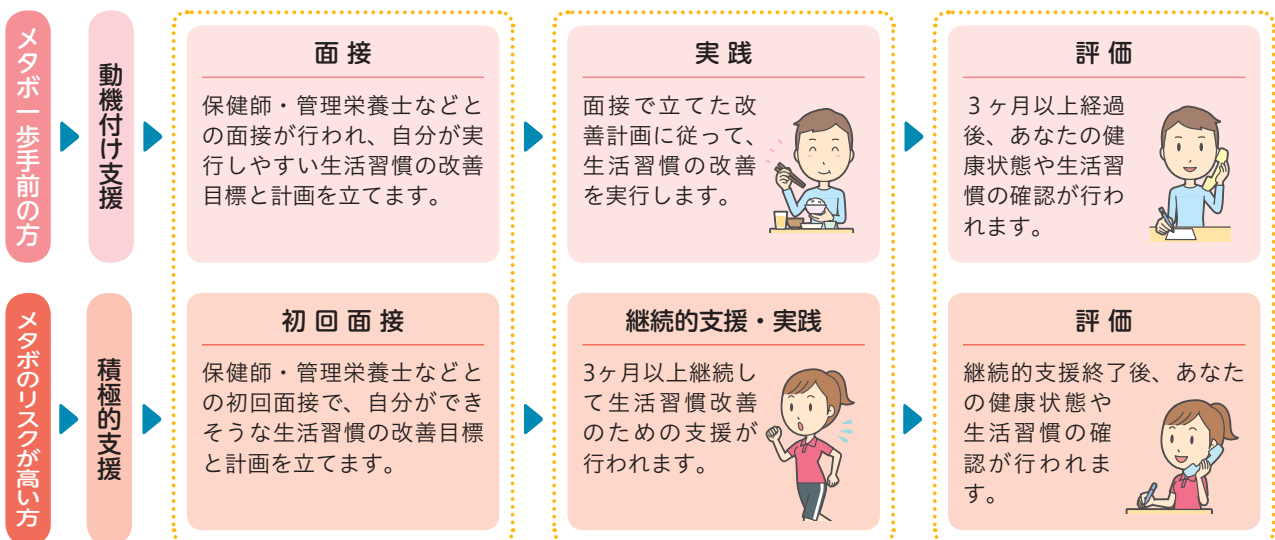 メタボ一歩手前の方
動機付け支援
面接
保健師・管理栄養士などと
の面接が行われ、自分が実
行しやすい生活習慣の改善
目標と計画を立てます。
実践
面接で立てた改
善計画に従って、
生活習慣の改善
を実行します。
評価
３ヶ月以上経過
後、あなたの健
康状態や生活習
慣の確認が行わ
れます。
メタボのリスクが高い方
積極的支援
初回面接
保健師・管理栄養士などと
の初回面接で、自分ができ
そうな生活習慣の改善目標
と計画を立てます。
継続的支援・実践
3ヶ月以上継続し
て生活習慣改善
のための支援が
行われます。
評価
継続的支援終了後、あなた
の健康状態や
生活習慣の確
認が行われま
す。